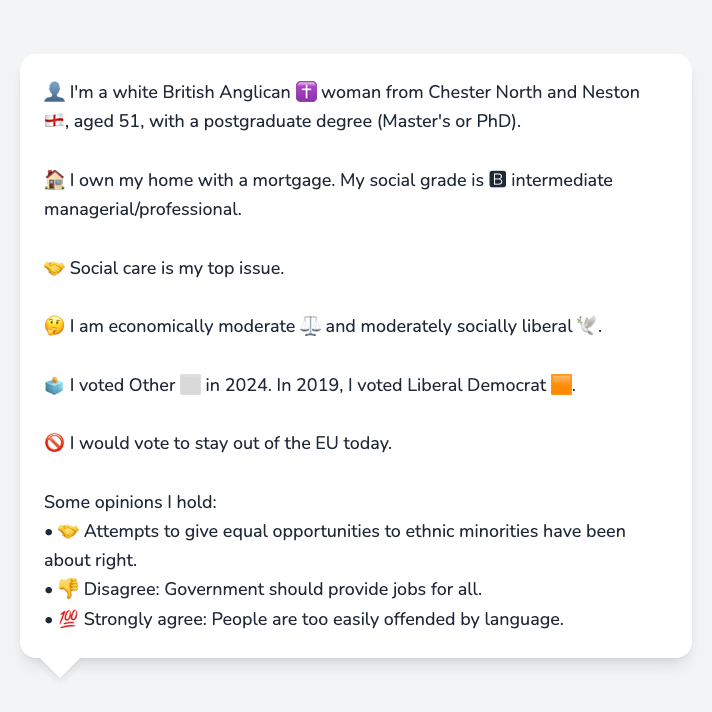 👤 I'm a white British Anglican ✝️ woman from Chester North and Neston
🏴󠁧󠁢󠁥󠁮󠁧󠁿, aged 51, with a postgraduate degree (Master's or PhD).
🏠 I own my home with a mortgage. My social grade is 🅱 intermediate
managerial/professional.
🤝 Social care is my top issue.
🤔 I am economically moderate ⚖️ and moderately socially liberal 🕊️.
🗳️ I voted Other ⬜ in 2024. In 2019, I voted Liberal Democrat 🟧.
🚫 I would vote to stay out of the EU today.
Some opinions I hold:
• 🤝 Attempts to give equal opportunities to ethnic minorities have been
about right.
• 👎 Disagree: Government should provide jobs for all.
• 💯 Strongly agree: People are too easily offended by language.